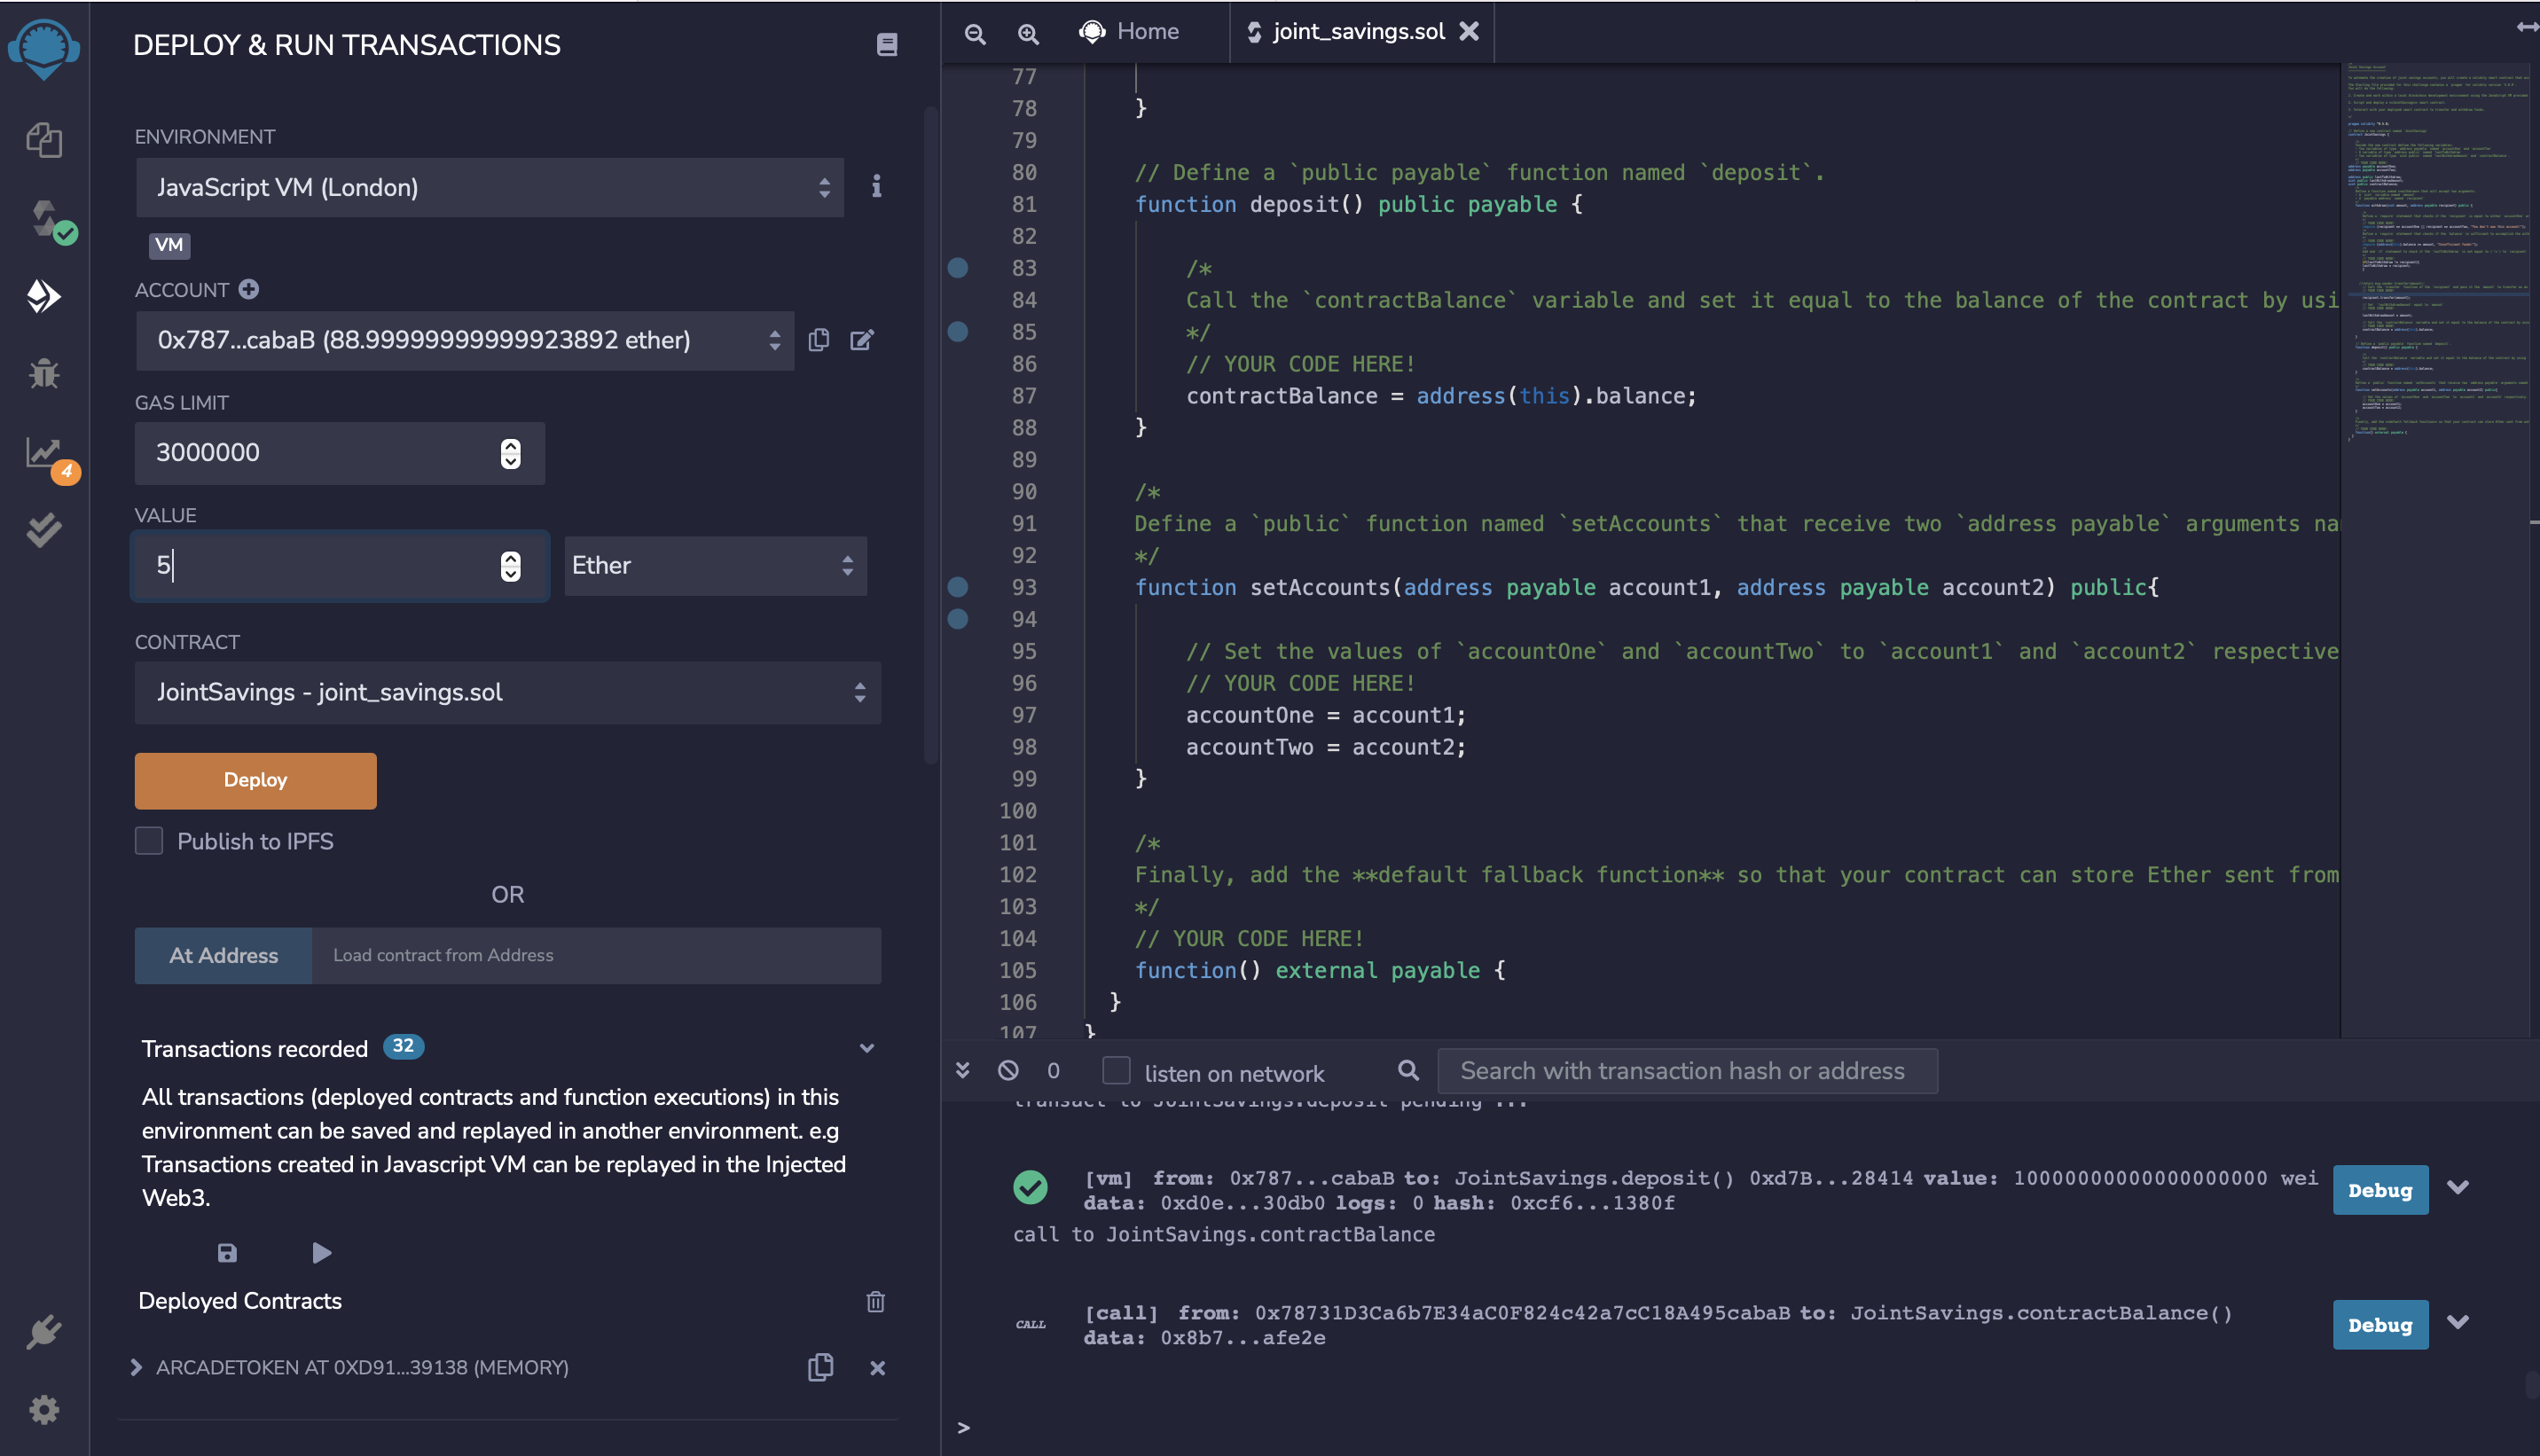 DEPLOY & RUN TRANSACTIONS
ENVIRONMENT
JavaScript VM (London)
VM
ACCOUNT
0x787...cabaB (88.99999999999923892 ether)
GAS LIMIT
3000000
VALUE
5
Ether
CONTRACT
JointSavings - joint_savings.sol
Deploy
Publish to IPFS
OR
At Address
Load contract from Address
Transactions recorded 32
All transactions (deployed contracts and function executions) in this
environment can be saved and replayed in another environment. e.g
Transactions created in Javascript VM can be replayed in the Injected
Web3.
Deployed Contracts
ARCADETOKEN AT 0XD91...39138 (MEMORY)
4
Home
joint_savings.sol
77
78 }
79
80 // Define a `public payable` function named `deposit`.
81 function deposit() public payable {
82
83 /*
84 Call the `contractBalance` variable and set it equal to the balance of the contract by usi
85 */
86 // YOUR CODE HERE!
87 contractBalance = address(this).balance;
88 }
89
90 /*
91 Define a `public` function named `setAccounts` that receive two `address payable` arguments na
92 */
93 function setAccounts(address payable account1, address payable account2) public{
94
95 // Set the values of `accountOne` and `accountTwo` to `account1` and `account2` respective
96 // YOUR CODE HERE!
97 accountOne = account1;
98 accountTwo = account2;
99 }
100
101 /*
102 Finally, add the **default fallback function** so that your contract can store Ether sent from
103 */
104 // YOUR CODE HERE!
105 function() external payable {
106 }
107 }
0
listen on network
Search with transaction hash or address
transact to JointSavings.deposit pending ...
[vm] from: 0x787...cabaB to: JointSavings.deposit() 0xd7B...28414 value: 10000000000000000000 wei
data: 0xd0e...30db0 logs: 0 hash: 0xcf6...1380f
Debug
call to JointSavings.contractBalance
CALL
[call] from: 0x78731D3Ca6b7E34aC0F824c42a7cC18A495cabaB to: JointSavings.contractBalance()
data: 0x8b7...afe2e
Debug
>